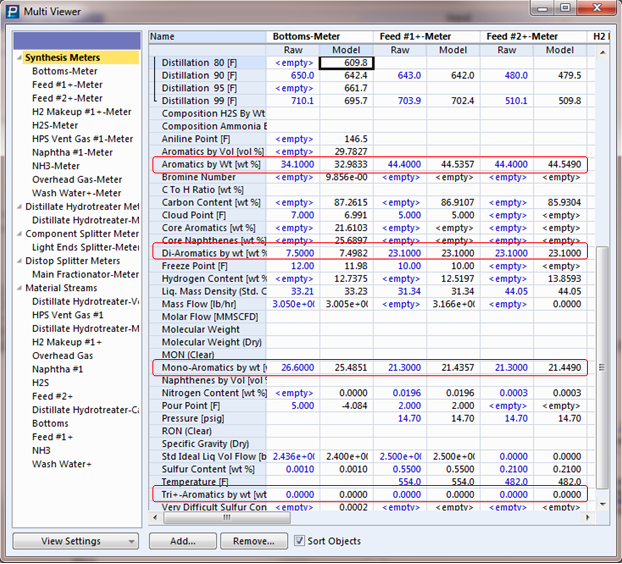 Multi Viewer
Synthesis Meters
Bottoms-Meter
Feed #1+-Meter
Feed #2+-Meter
H2 Makeup #1+-Meter
H2S-Meter
HPS Vent Gas #1-Meter
Naphtha #1-Meter
NH3-Meter
Overhead Gas-Meter
Wash Water+-Meter
Distillate Hydrotreater Met
Distillate Hydrotreater-M
Component Splitter Meter
Light Ends Splitter-Meter
Distop Splitter Meters
Main Fractionator-Meter
Material Streams
Distillate Hydrotreater-Ve
HPS Vent Gas #1
Distillate Hydrotreater-M
H2 Makeup #1+
Overhead Gas
Naphtha #1
H2S
Feed #2+
Distillate Hydrotreater-Ca
Bottoms
Feed #1+
NH3
Wash Water+
Name Bottoms-Meter Feed #1+-Meter Feed #2+-Meter H2 I
Raw Model Raw Model Raw Model
Distillation 80 [F] <empty> 609.8
Distillation 90 [F] 650.0 642.4 643.0 642.0 480.0 479.5
Distillation 95 [F] <empty> 661.7
Distillation 99 [F] 710.1 695.7 703.9 702.4 510.1 509.8
Composition H2S By Wt
Composition Ammonia E
Aniline Point [F] <empty> 146.5
Aromatics by Vol [vol %] <empty> 29.7827
Aromatics by Wt [wt %] 34.1000 32.9833 44.4000 44.5357 44.4000 44.5490
Bromine Number <empty> 9.856e-00 <empty> <empty> <empty> <empty>
C To H Ratio [wt %]
Carbon Content [wt %] <empty> 87.2615 <empty> 86.9107 <empty> 85.9304
Cloud Point [F] 7.000 6.991 5.000 5.000 <empty> <empty>
Core Aromatics [wt %] <empty> 21.6103 <empty> <empty> <empty> <empty>
Core Naphthenes [wt % <empty> 25.6897 <empty> <empty> <empty> <empty>
Di-Aromatics by wt [wt 7.5000 7.4982 23.1000 23.1000 23.1000 23.1000
Freeze Point [F] 12.00 11.98 10.00 10.00 <empty> <empty>
Hydrogen Content [wt % <empty> 12.7375 <empty> 12.5197 <empty> 13.8593
Liq. Mass Density (Std. C 33.21 33.23 31.34 31.34 44.05 44.05
Mass Flow [lb/hr] 3.050e+00 3.005e+00 <empty> 3.166e+00 <empty> 0.0000
Molar Flow [MMSCFD]
Molecular Weight
Molecular Weight (Dry)
MON (Clear)
Mono-Aromatics by wt [w 26.6000 25.4851 21.3000 21.4357 21.3000 21.4490
Naphthenes by Vol [vol %
Nitrogen Content [wt %] <empty> 0.0000 0.0196 0.0196 0.0003 0.0003
Pour Point [F] 5.000 -4.084 2.000 2.000 <empty> <empty>
Pressure [psig] 14.70 14.70 14.70 14.70
RON (Clear)
Specific Gravity (Dry)
Std Ideal Liq Vol Flow [b 2.436e+00 2.400e+00 2.500e+00 2.500e+00 0.0000 0.0000
Sulfur Content [wt %] 0.0010 0.0010 0.5500 0.5500 0.2100 0.2100
Temperature [F] 554.0 554.0 482.0 482.0
Tri+-Aromatics by wt [wt 0.0000 0.0000 0.0000 0.0000 0.0000 0.0000
Very Difficult Sulfur Con <empty> 0.0002 <empty> <empty> <empty> <empty>
View Settings Add... Remove... Sort Objects